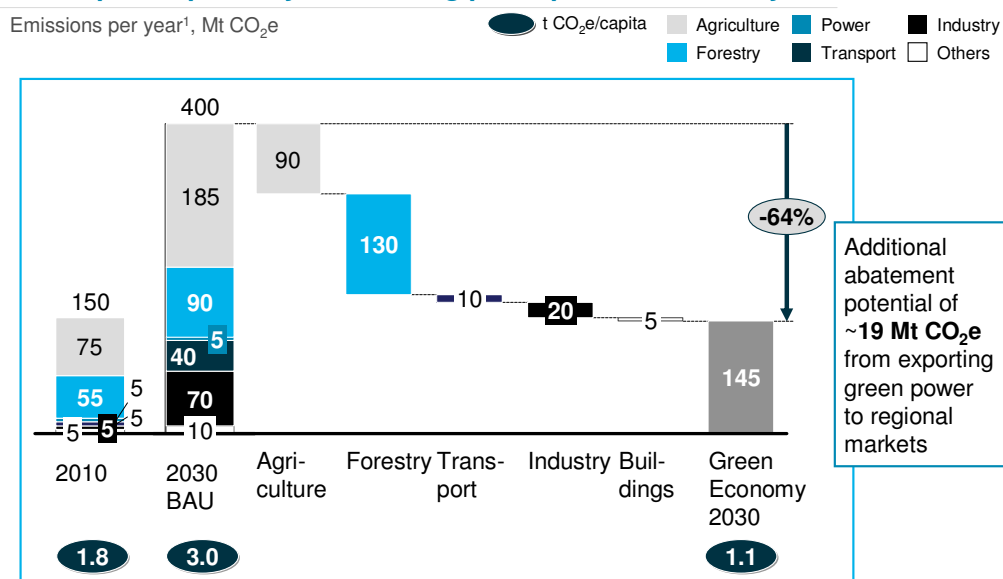 Emissions per year¹, Mt CO₂e
t CO₂e/capita
Agriculture
Power
Industry
Forestry
Transport
Others
400
90
185
-64%
130
90
150
10
20
5
5
75
40
145
55
5
70
5
5
5
10
Additional
abatement
potential of
~19 Mt CO₂e
from exporting
green power
to regional
markets
2010
2030
BAU
Agri-
culture
Forestry
Trans-
port
Industry
Buil-
dings
Green
Economy
2030
1.8
3.0
1.1